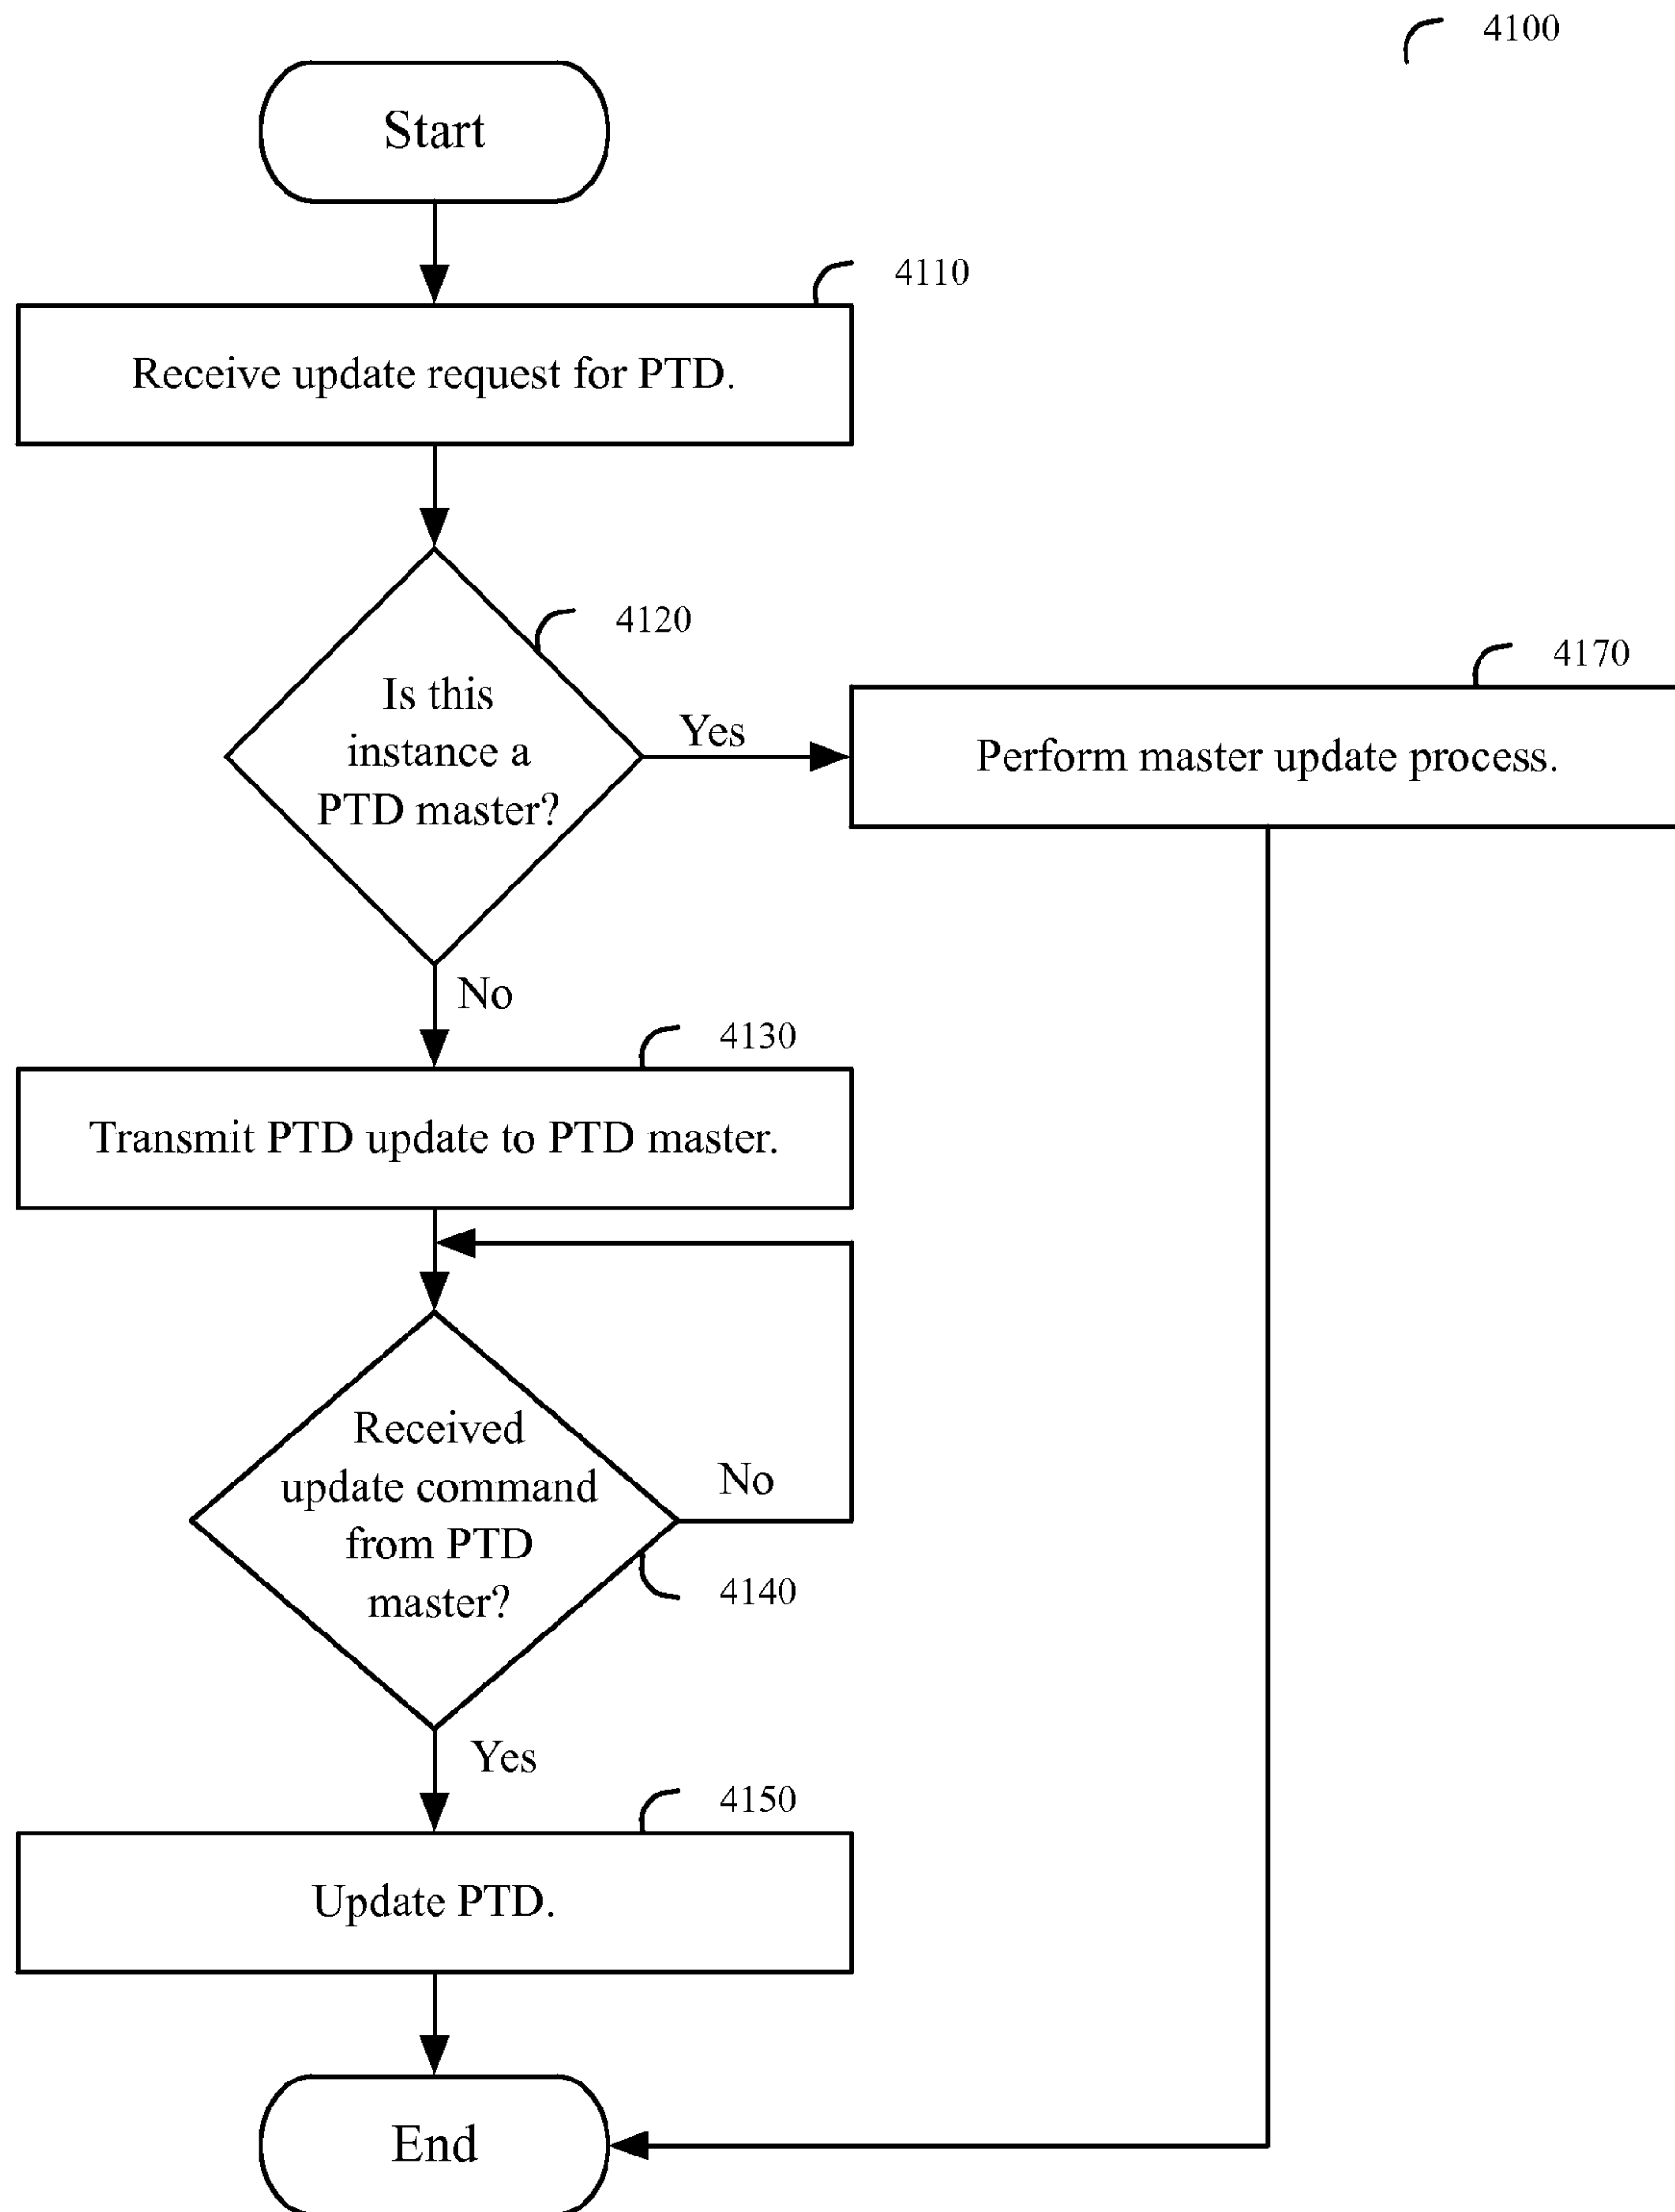 4100
Start
4110
Receive update request for PTD.
4120
Is this
instance a
PTD master?
Yes
4170
Perform master update process.
No
4130
Transmit PTD update to PTD master.
Received
update command
from PTD
master?
No
4140
Yes
4150
Update PTD.
End